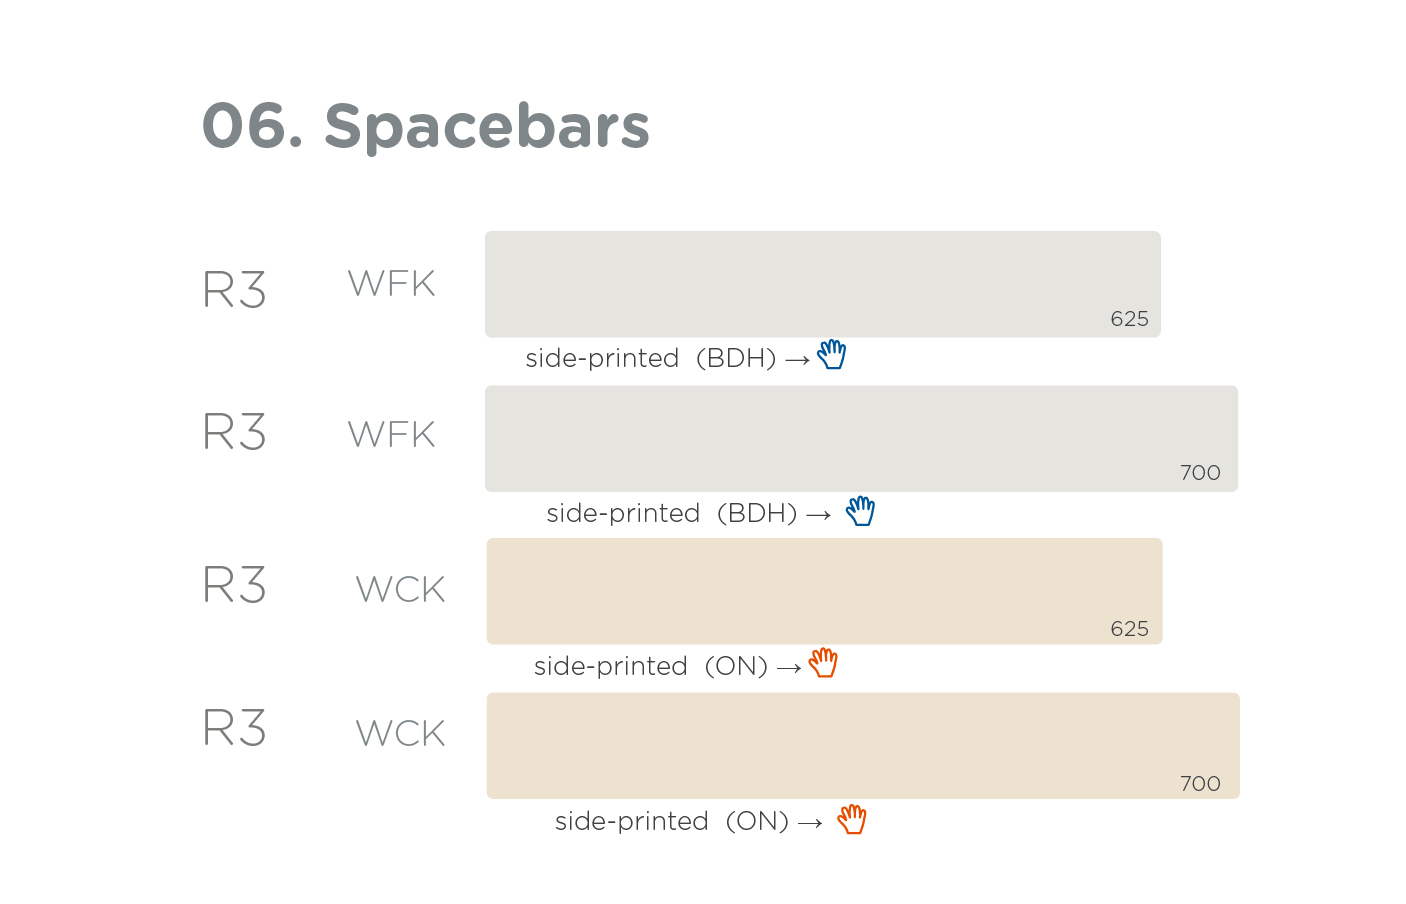 06. Spacebars
R3 WFK
625
side-printed (BDH) →
R3 WFK
700
side-printed (BDH) →
R3 WCK
625
side-printed (ON) →
R3 WCK
700
side-printed (ON) →